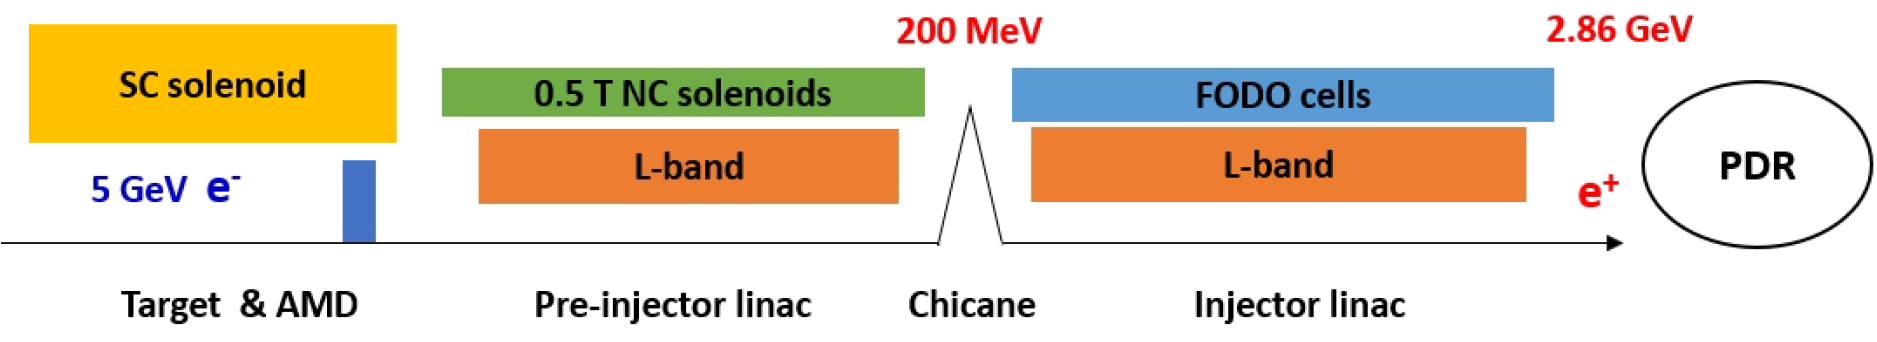 200 MeV
2.86 GeV
SC solenoid
0.5 T NC solenoids
FODO cells
L-band
L-band
PDR
5 GeV e-
e+
Target & AMD
Pre-injector linac
Chicane
Injector linac